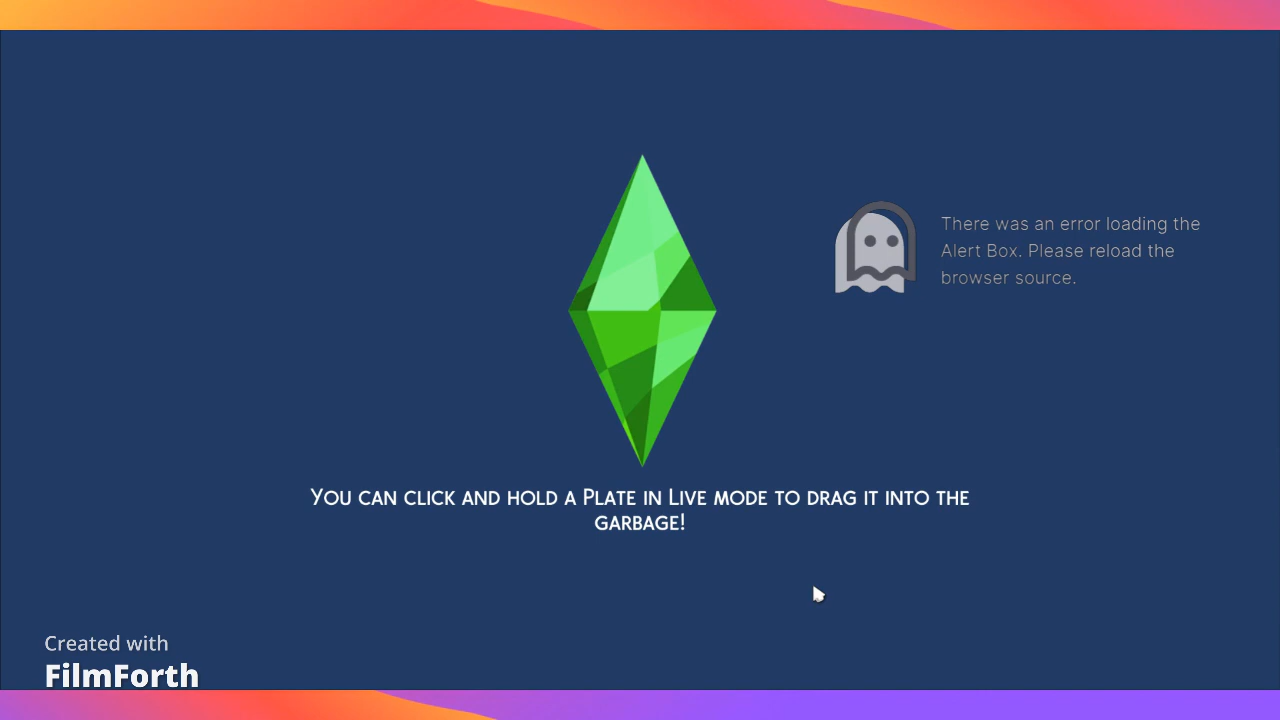 There was an error loading the
Alert Box. Please reload the
browser source.
You can click and hold a Plate in Live mode to drag it into the
garbage!
Created with
FilmForth